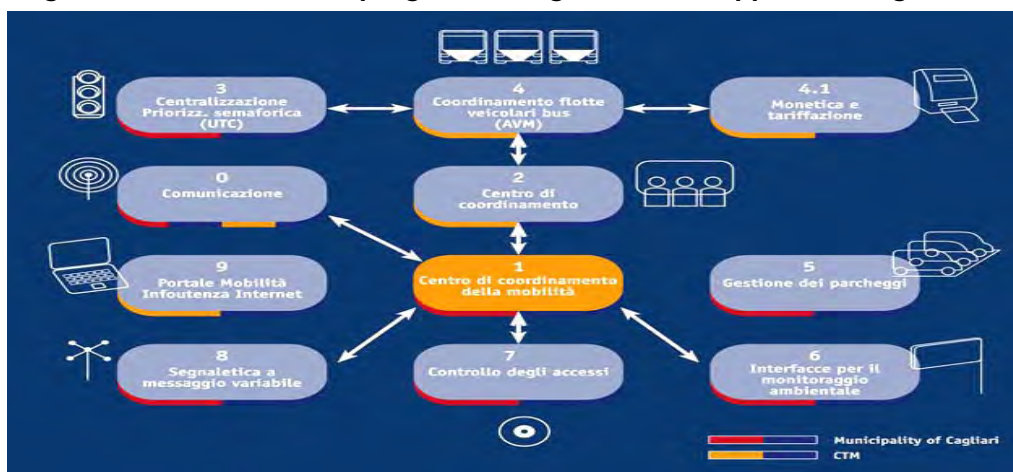 3
Centralizzazione
Priorizz. semaforica
(UTC)
4
Coordinamento flotte
veicolari bus
(AVM)
4.1
Monetica e
tariffazione
0
Comunicazione
2
Centro di
coordinamento
9
Portale Mobilità
Infoutenza Internet
1
Centro di coordinamenta
della mobilità
5
Gestione dei parcheggi
8
Segnaletica a
messaggio variabile
7
Controllo degli accessi
6
Interfacce per il
monitoraggio
ambientale
Municipality of Cagliari
CTM